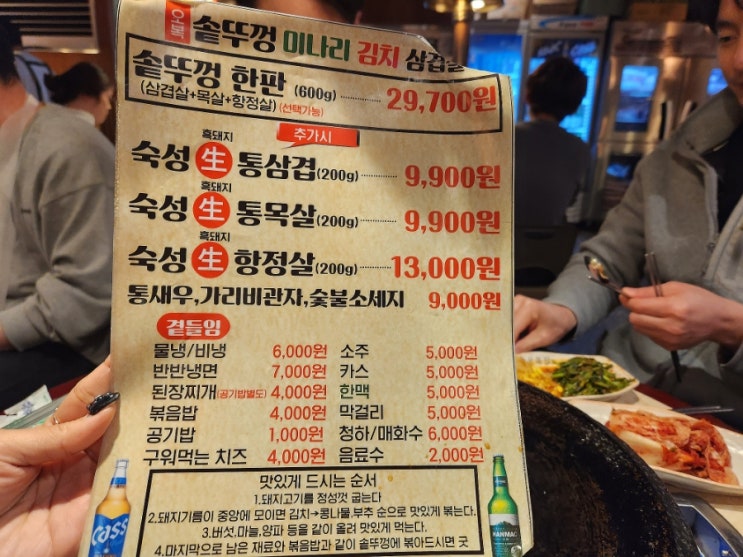 오복 솥뚜껑 미나리 김치 삼겹살
솥뚜껑 한판 (600g) 29,700원
(삼겹살+목살+항정살) (선택가능)
추가시
흑돼지
숙성 生 통삼겹(200g) 9,900원
흑돼지
숙성 生 통목살(200g) 9,900원
흑돼지
숙성 生 항정살(200g) 13,000원
통새우,가리비관자,숯불소세지 9,000원
곁들임
물냉/비냉 6,000원 소주 5,000원
반반냉면 7,000원 카스 5,000원
된장찌개(공기밥별도) 4,000원 한맥 5,000원
볶음밥 4,000원 막걸리 5,000원
공기밥 1,000원 청하/매화수 6,000원
구워먹는 치즈 4,000원 음료수 2,000원
맛있게 드시는 순서
1.돼지고기를 정성껏 굽는다
2.돼지기름이 중앙에 모이면 김치→콩나물,부추 순으로 맛있게 볶는다.
3.버섯,마늘,양파 등을 같이 올려 맛있게 먹는다.
4.마지막으로 남은 재료와 볶음밥과 같이 솥뚜껑에 볶아드시면 굿
Cass
HANMAC